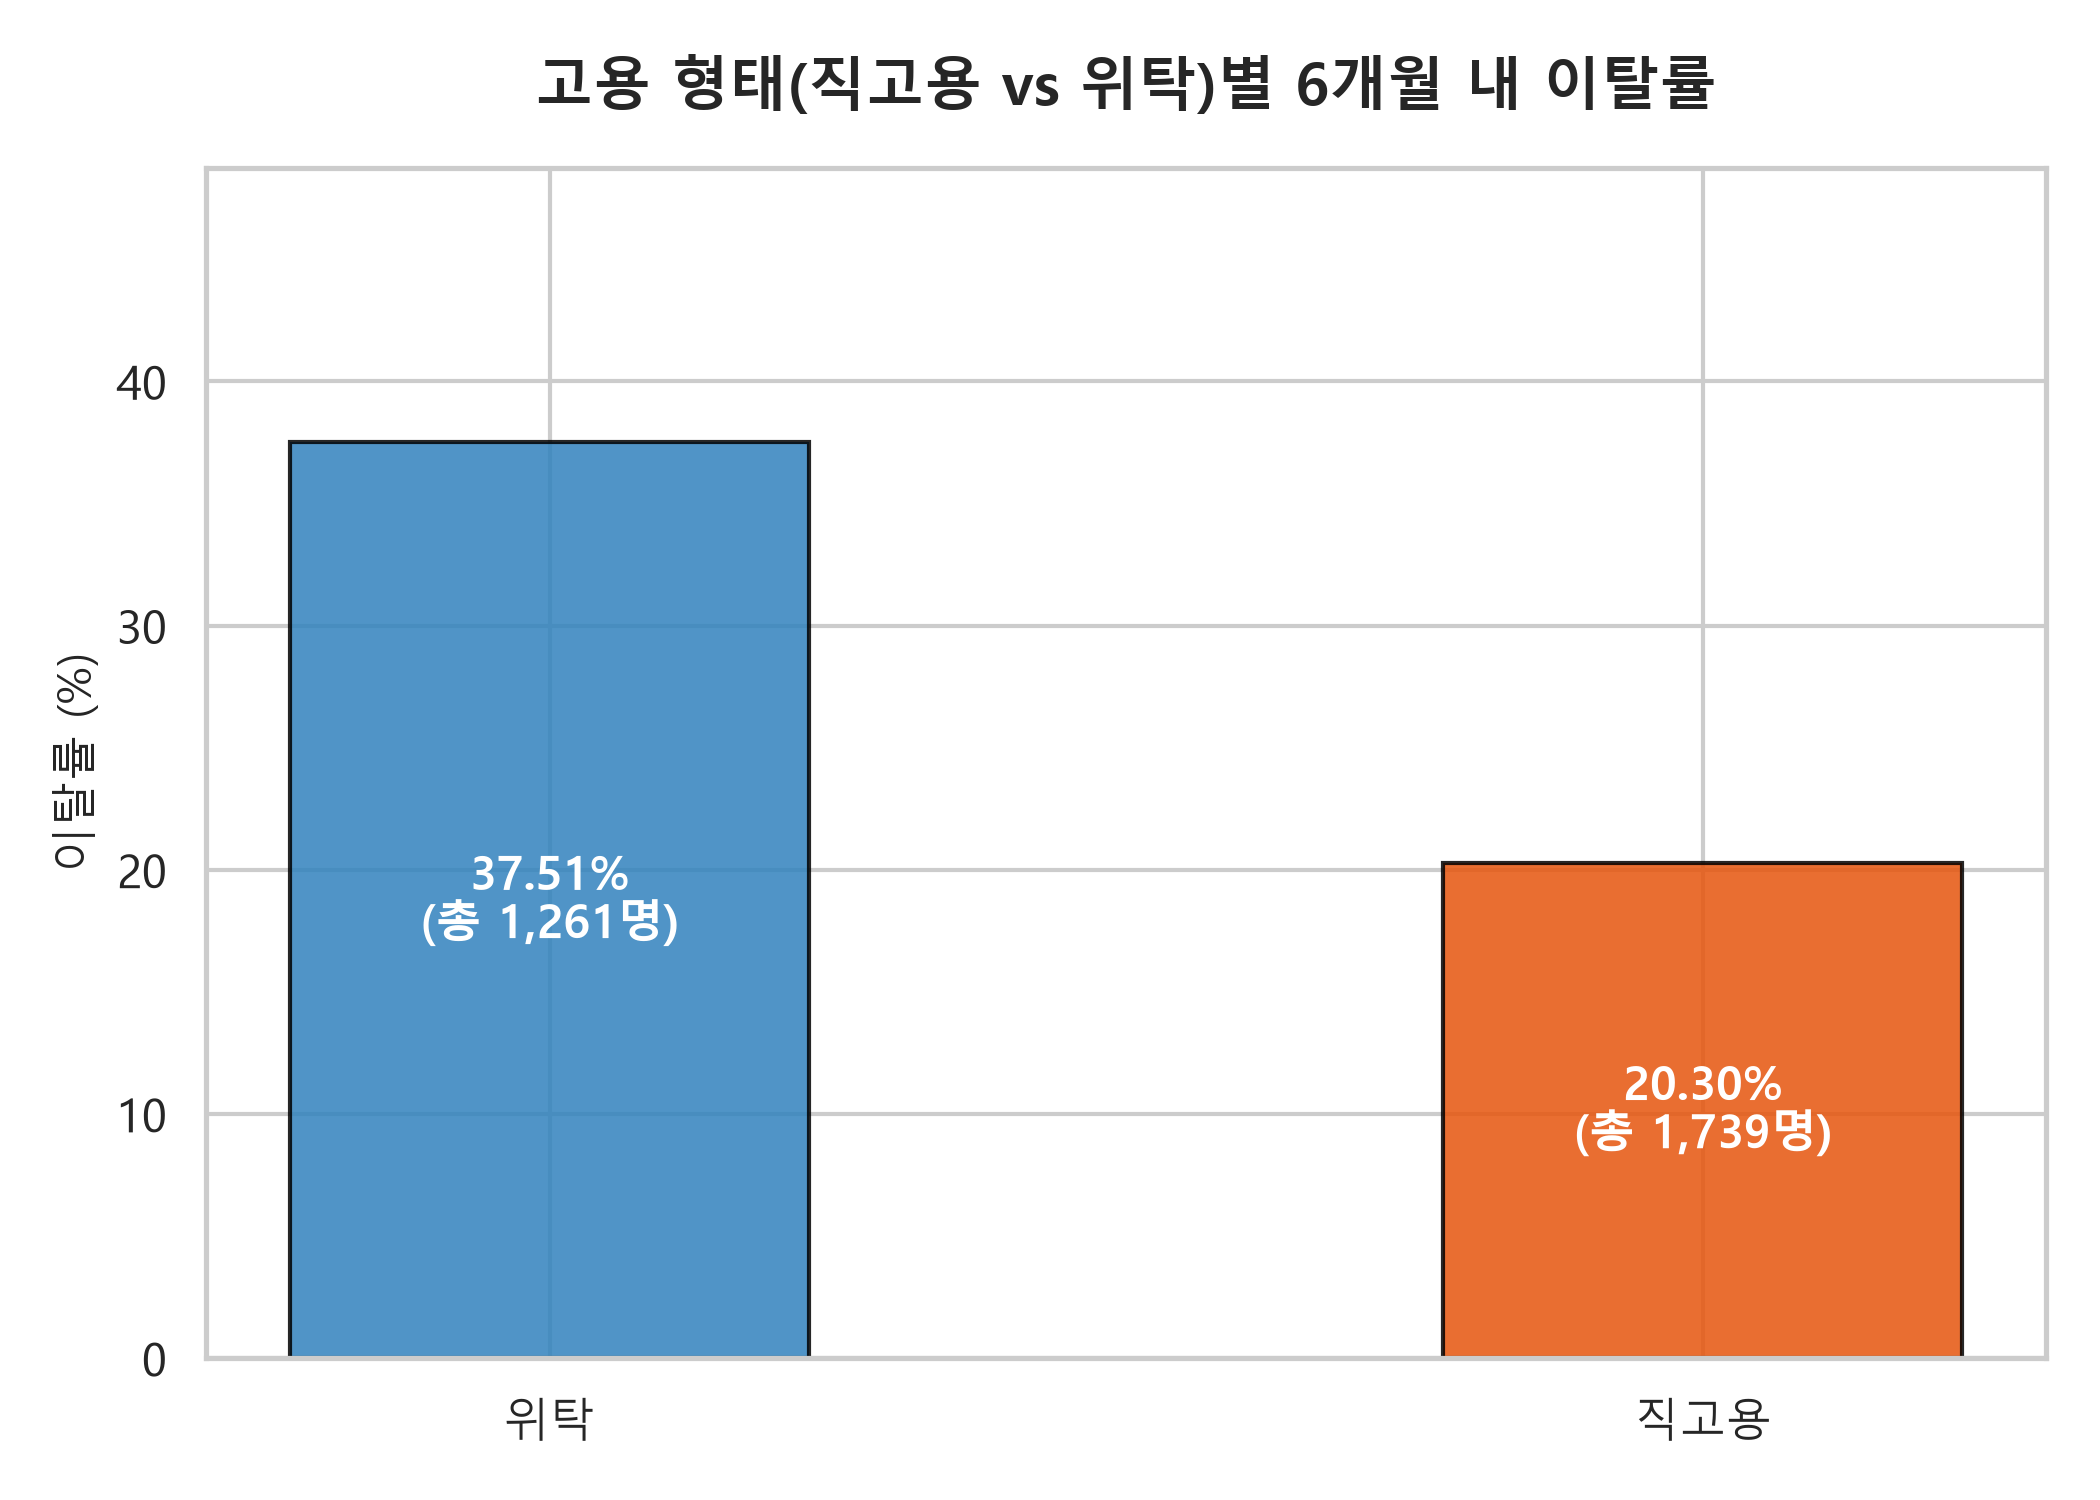 고용 형태(직고용 vs 위탁)별 6개월 내 이탈률
이탈률 (%)
40
30
20
10
0
37.51%
(총 1,261명)
20.30%
(총 1,739명)
위탁
직고용